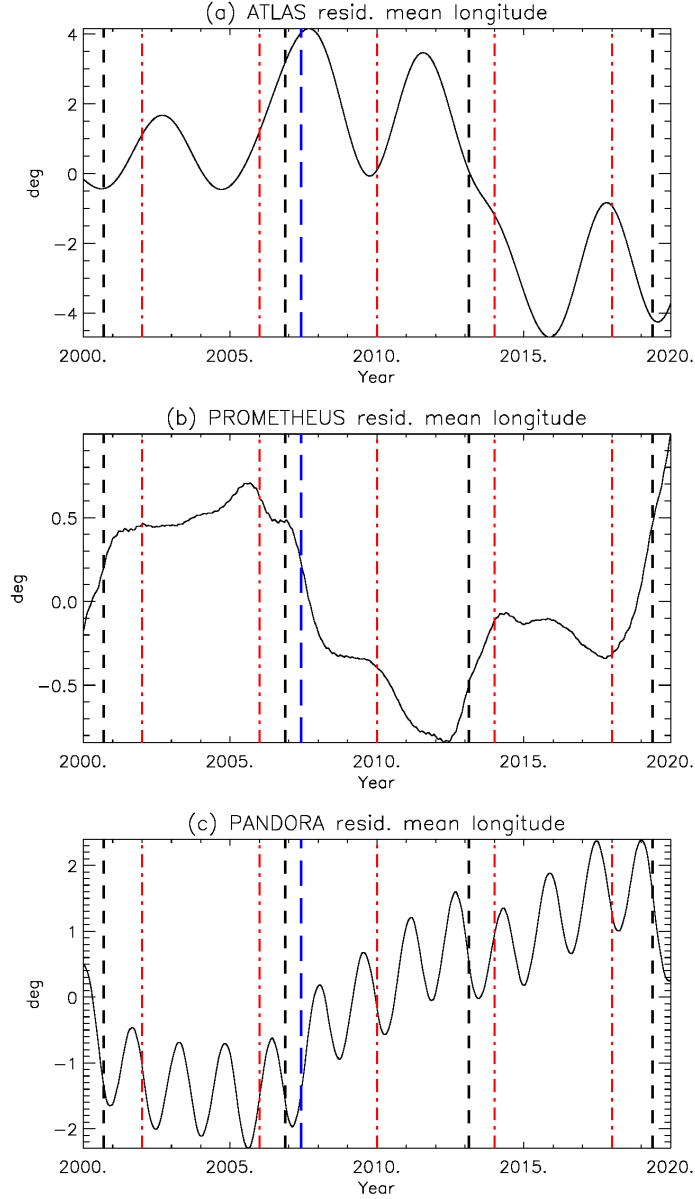 (a) ATLAS resid. mean longitude
4
2
0
−2
−4
deg
2000. 2005. 2010. 2015. 2020.
Year
(b) PROMETHEUS resid. mean longitude
0.5
0.0
−0.5
deg
2000. 2005. 2010. 2015. 2020.
Year
(c) PANDORA resid. mean longitude
2
1
0
−1
−2
deg
2000. 2005. 2010. 2015. 2020.
Year